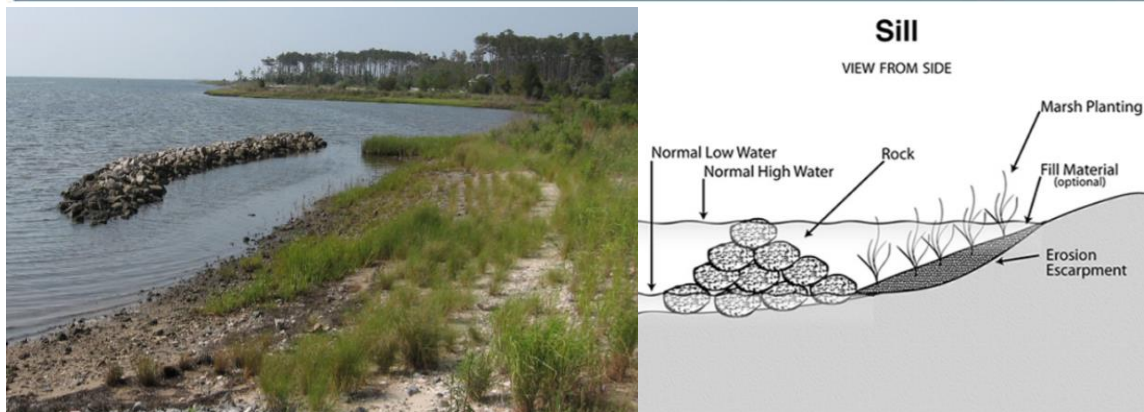 Sill
VIEW FROM SIDE
Marsh Planting
Normal Low Water
Normal High Water
Rock
Fill Material
(optional)
Erosion
Escarpment